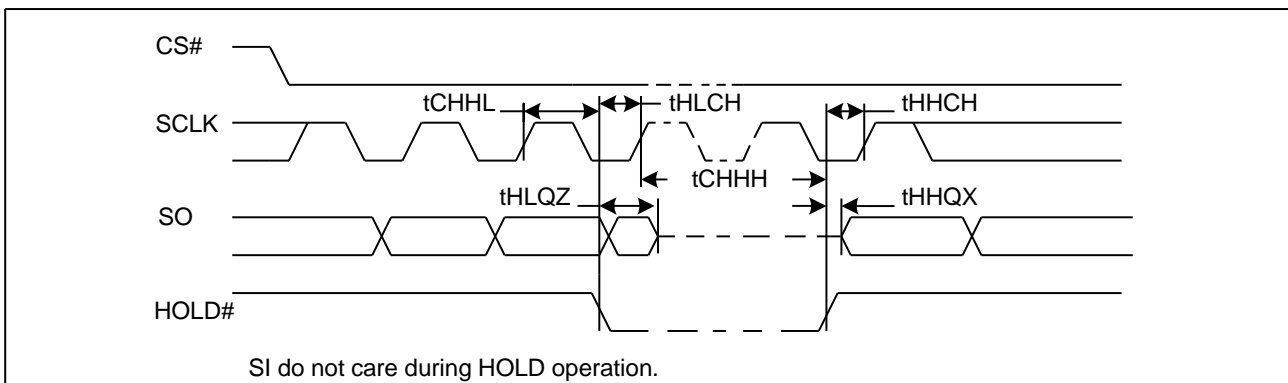 CS#
tCHHL
tHLCH
tHHCH
SCLK
tCHHH
tHLQZ
tHHQX
SO
HOLD#
SI do not care during HOLD operation.